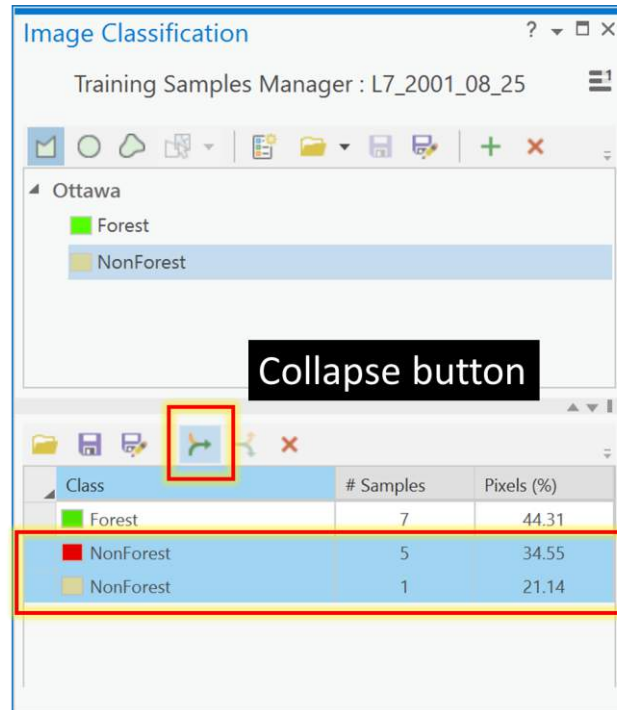 Image Classification
Training Samples Manager : L7_2001_08_25
1
Ottawa
Forest
NonForest
Collapse button
Class # Samples Pixels (%)
Forest 7 44.31
NonForest 5 34.55
NonForest 1 21.14